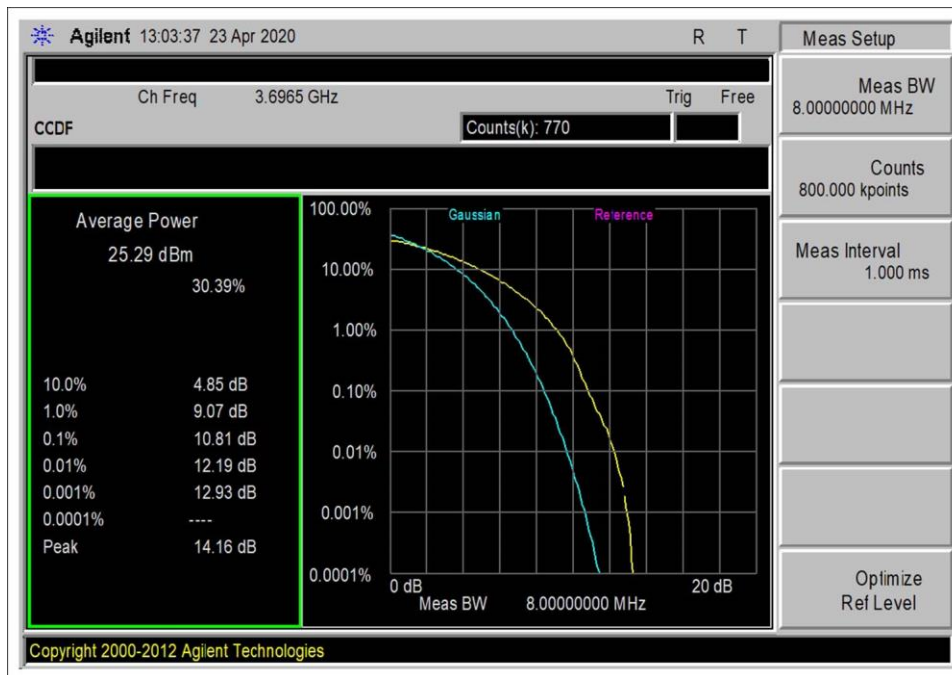 Agilent 13:03:37 23 Apr 2020 R T
Meas Setup
Ch Freq 3.6965 GHz Trig Free
CCDF Counts(k): 770
Meas BW
8.00000000 MHz
Counts
800.000 kpoints
Meas Interval
1.000 ms
Optimize
Ref Level
Average Power
25.29 dBm
30.39%
10.0% 4.85 dB
1.0% 9.07 dB
0.1% 10.81 dB
0.01% 12.19 dB
0.001% 12.93 dB
0.0001% ----
Peak 14.16 dB
Gaussian Reference
100.00%
10.00%
1.00%
0.10%
0.01%
0.001%
0.0001%
0 dB 20 dB
Meas BW 8.00000000 MHz
Copyright 2000-2012 Agilent Technologies